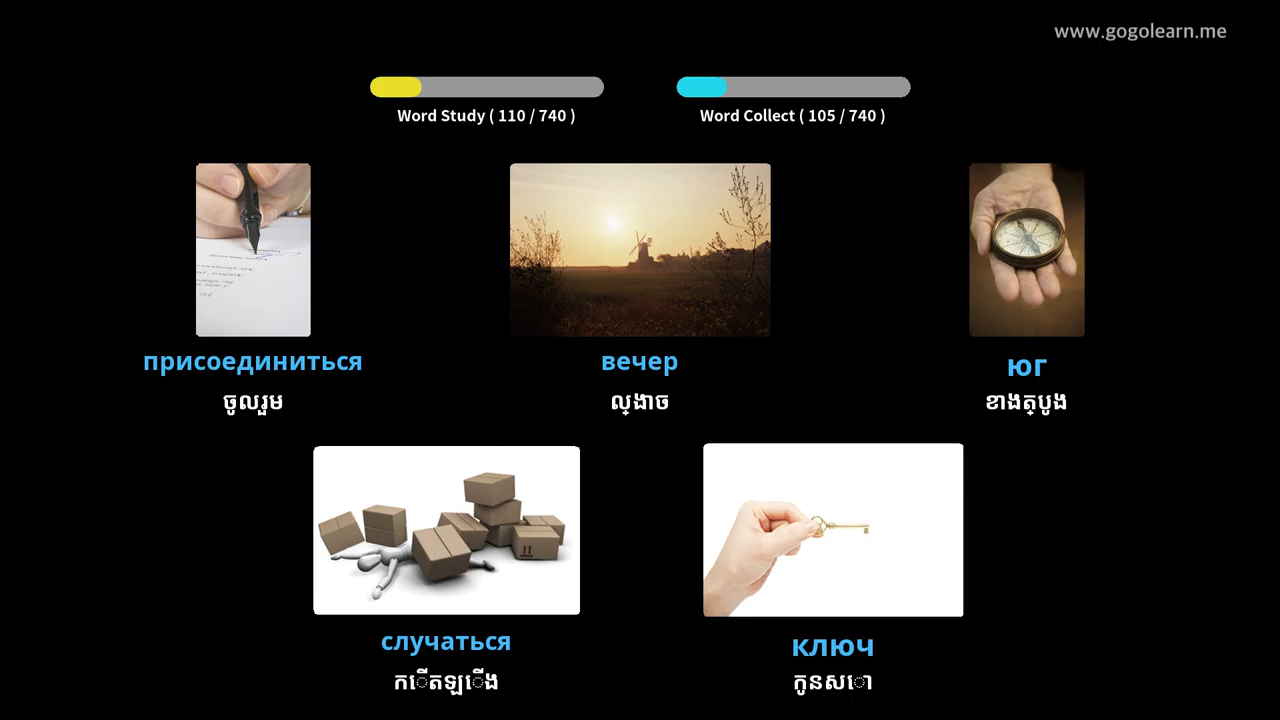 www.gogolearn.me
Word Study ( 110 / 740 )
Word Collect ( 105 / 740 )
присоединиться
ចូលរួម
вечер
ល្ងាច
юг
ខាងត្បូង
случаться
កើតឡើង
ключ
កូនសោ